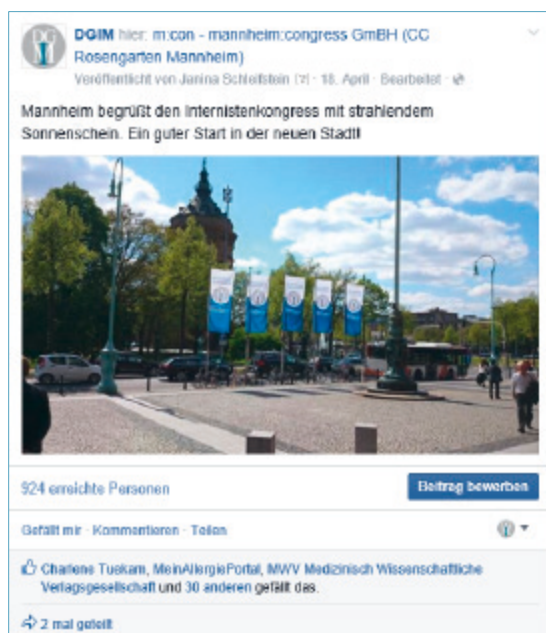 DGIM hier: m:con - mannheim:congress GmBH (CC
Rosengarten Mannheim)
Veröffentlicht von Janina Schleifstein [?] · 18. April · Bearbeitet ·
Mannheim begrüßt den Internistenkongress mit strahlendem
Sonnenschein. Ein guter Start in der neuen Stadt!
924 erreichte Personen
Beitrag bewerben
Gefällt mir · Kommentieren · Teilen
Charlene Tuekam, MeinAllergiePortal, MWV Medizinisch Wissenschaftliche
Verlagsgesellschaft und 30 anderen gefällt das.
2 mal geteilt